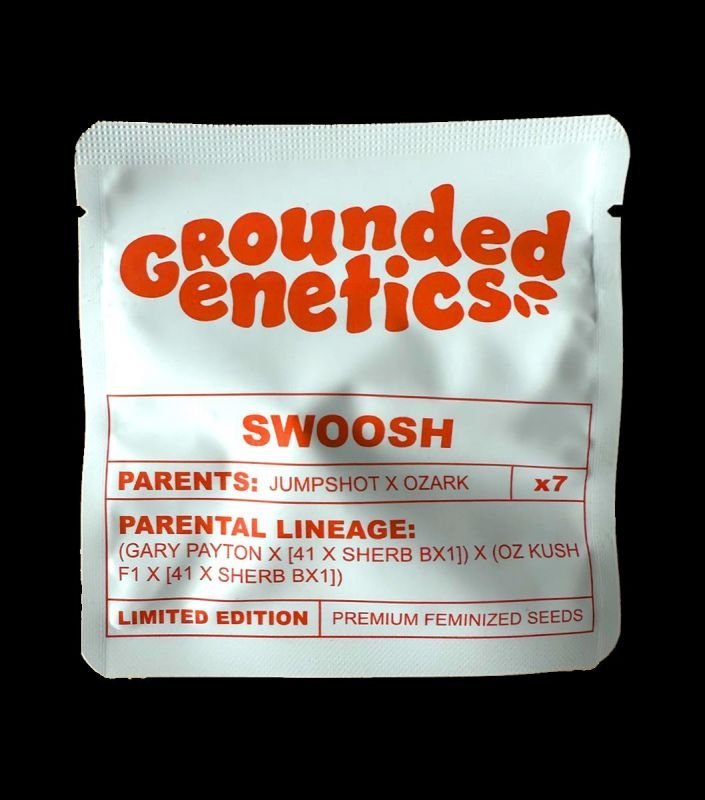 GROUNDED
GENETICS
SWOOSH
PARENTS: JUMPSHOT X OZARK x7
PARENTAL LINEAGE:
(GARY PAYTON X [41 X SHERB BX1]) X (OZ KUSH
F1 X [41 X SHERB BX1])
LIMITED EDITION PREMIUM FEMINIZED SEEDS